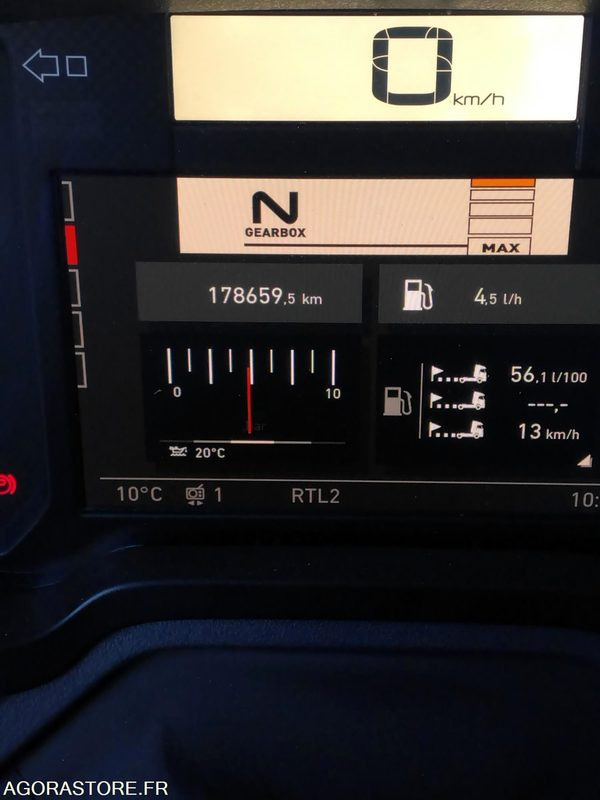 0 km/h
N
GEARBOX
MAX
178659,5 km
4,5 l/h
0
10
56,1 l/100
---,-
13 km/h
20°C
10°C 1 RTL2 10:
AGORASTORE.FR